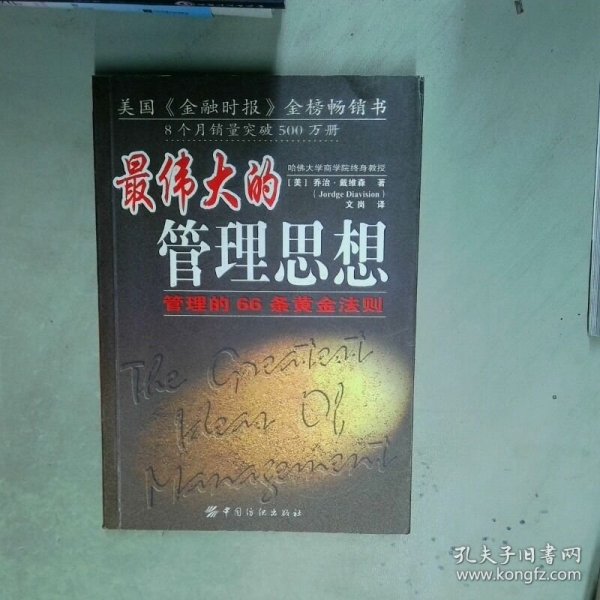 美国《金融时报》金榜畅销书
8个月销量突破500万册
哈佛大学商学院终身教授
[美] 乔治·戴维森 著
(Jordge Diavision)
文岗 译
最伟大的
管理思想
管理的66条黄金法则
The Greatest
Ideas Of
Management
中国纺织出版社
孔夫子旧书网
www.kongfz.com